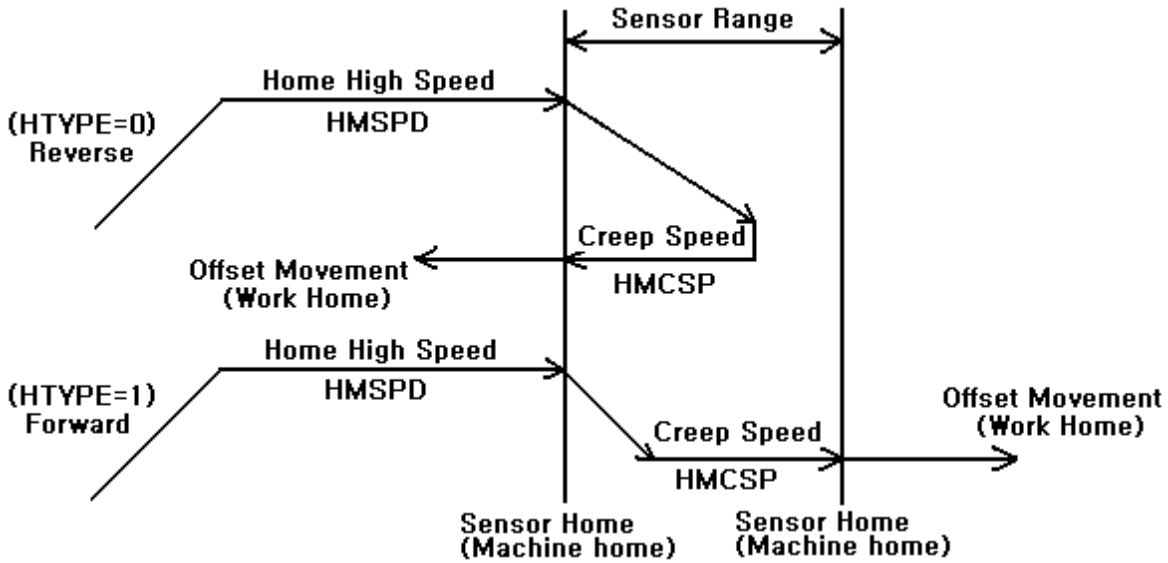 Sensor Range
Home High Speed
HMSPD
(HTYPE=0)
Reverse
Creep Speed
HMCSP
Offset Movement
(Work Home)
Home High Speed
HMSPD
(HTYPE=1)
Forward
Creep Speed
HMCSP
Offset Movement
(Work Home)
Sensor Home
(Machine home)
Sensor Home
(Machine home)